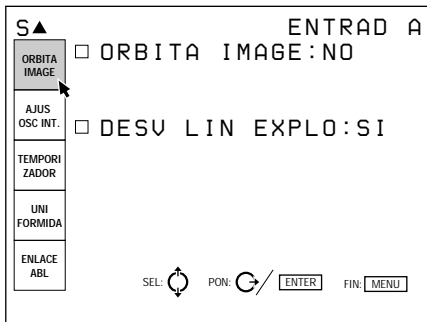 S▲ ENTRAD A
ORBITA
IMAGE
□ ORBITA IMAGE:NO
AJUS
OSC INT.
□ DESV LIN EXPLO:SI
TEMPORI
ZADOR
UNI
FORMIDA
ENLACE
ABL
SEL: PON: / ENTER FIN: MENU